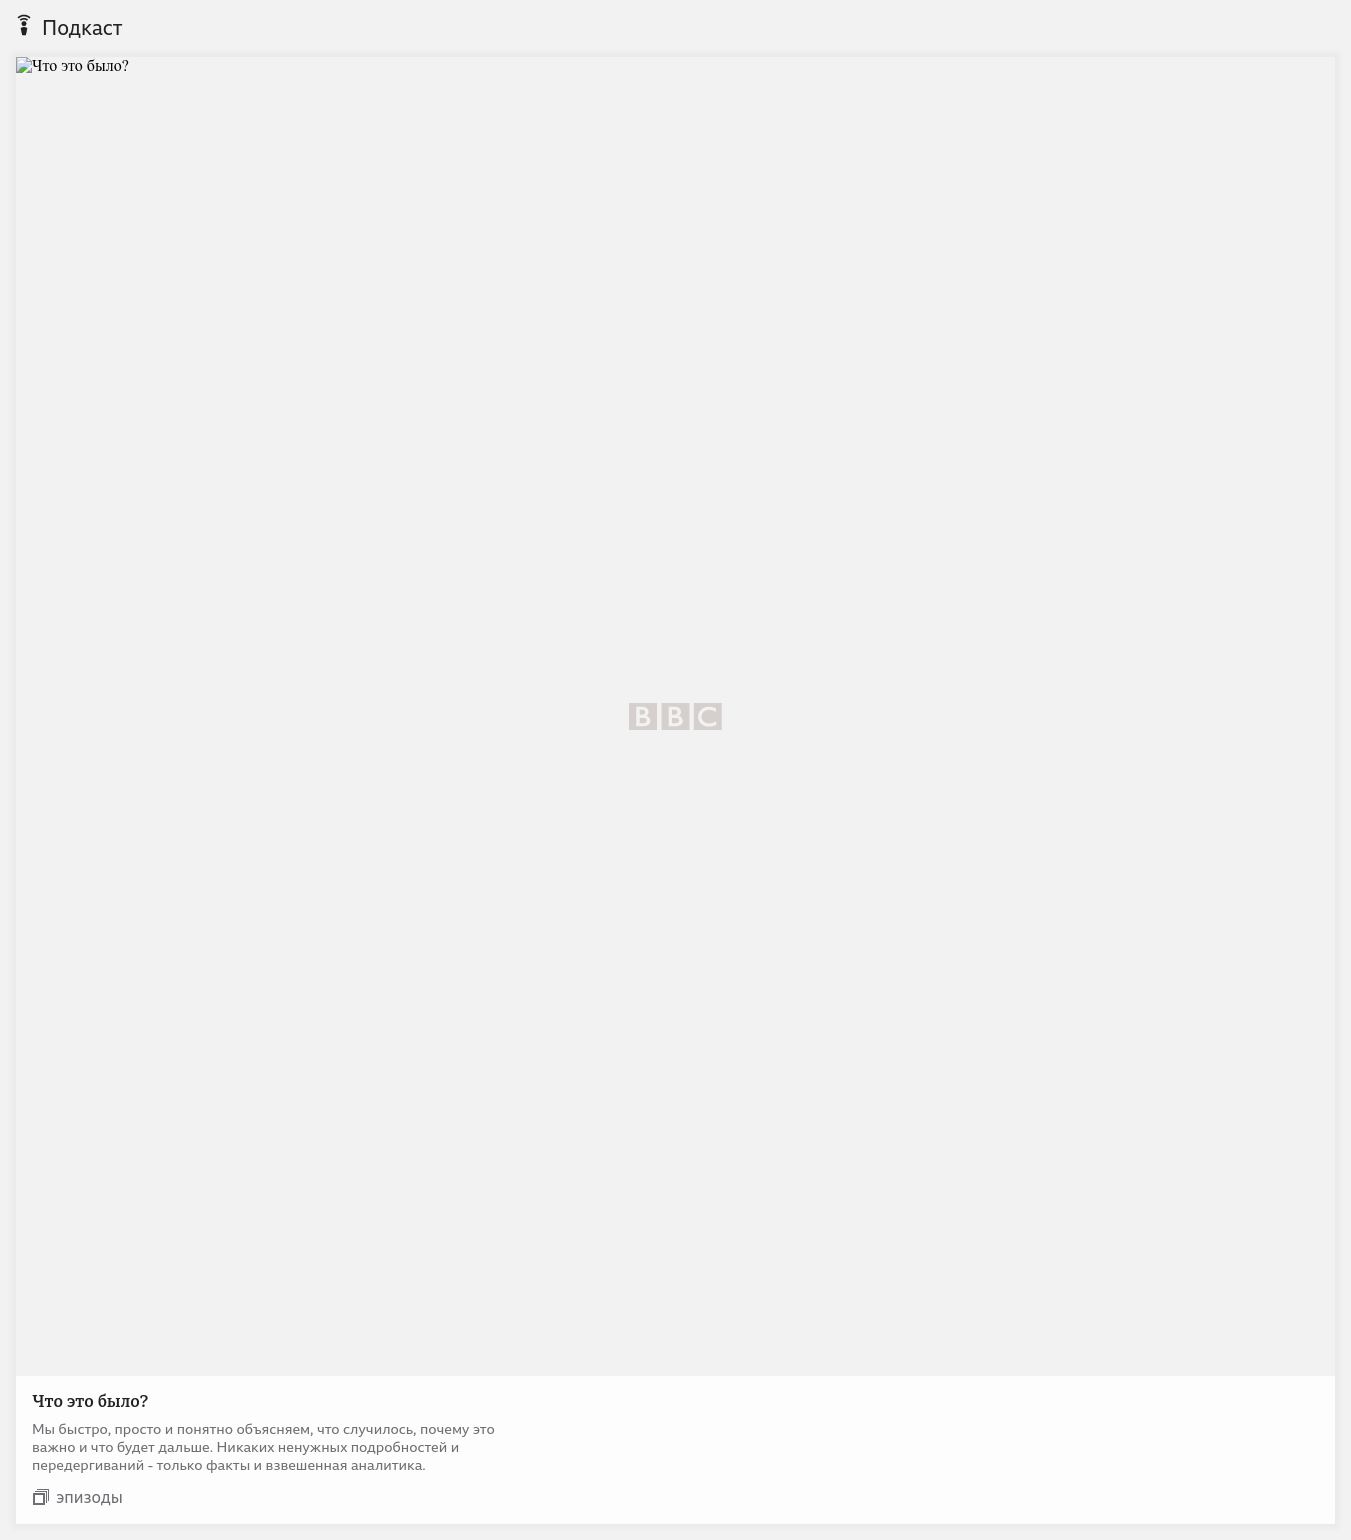 Подкаст
Что это было?
BBC
Что это было?
Мы быстро, просто и понятно объясняем, что случилось, почему это
важно и что будет дальше. Никаких ненужных подробностей и
передергиваний - только факты и взвешенная аналитика.
эпизоды